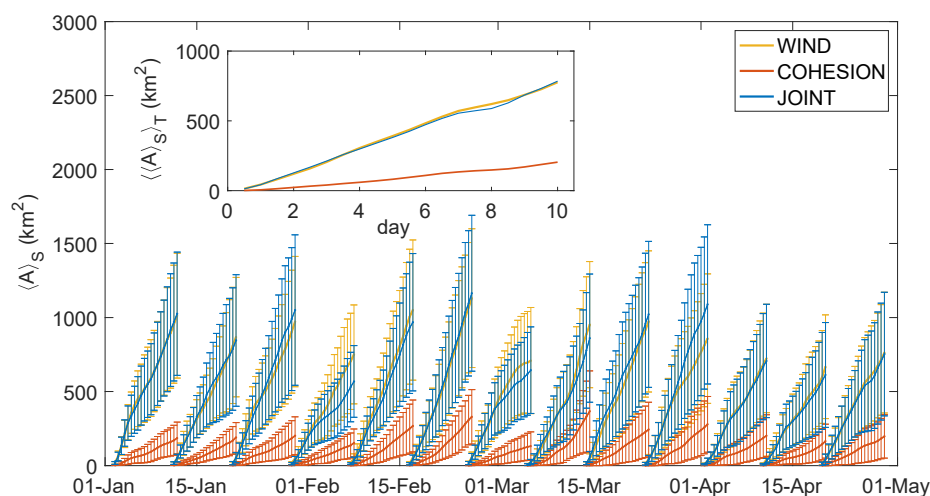 3000
2500
2000
1500
1000
500
0
⟨A⟩S (km2)
01-Jan 15-Jan 01-Feb 15-Feb 01-Mar 15-Mar 01-Apr 15-Apr 01-May
WIND
COHESION
JOINT
1000
500
0
⟨⟨A⟩S⟩T (km2)
0 2 4 6 8 10
day